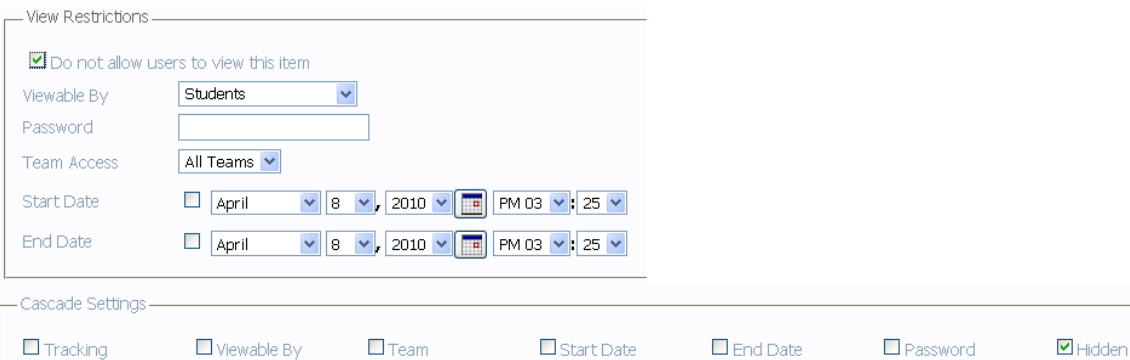 View Restrictions
Do not allow users to view this item
Viewable By Students
Password
Team Access All Teams
Start Date April 8 , 2010 PM 03 : 25
End Date April 8 , 2010 PM 03 : 25
Cascade Settings
Tracking Viewable By Team Start Date End Date Password Hidden